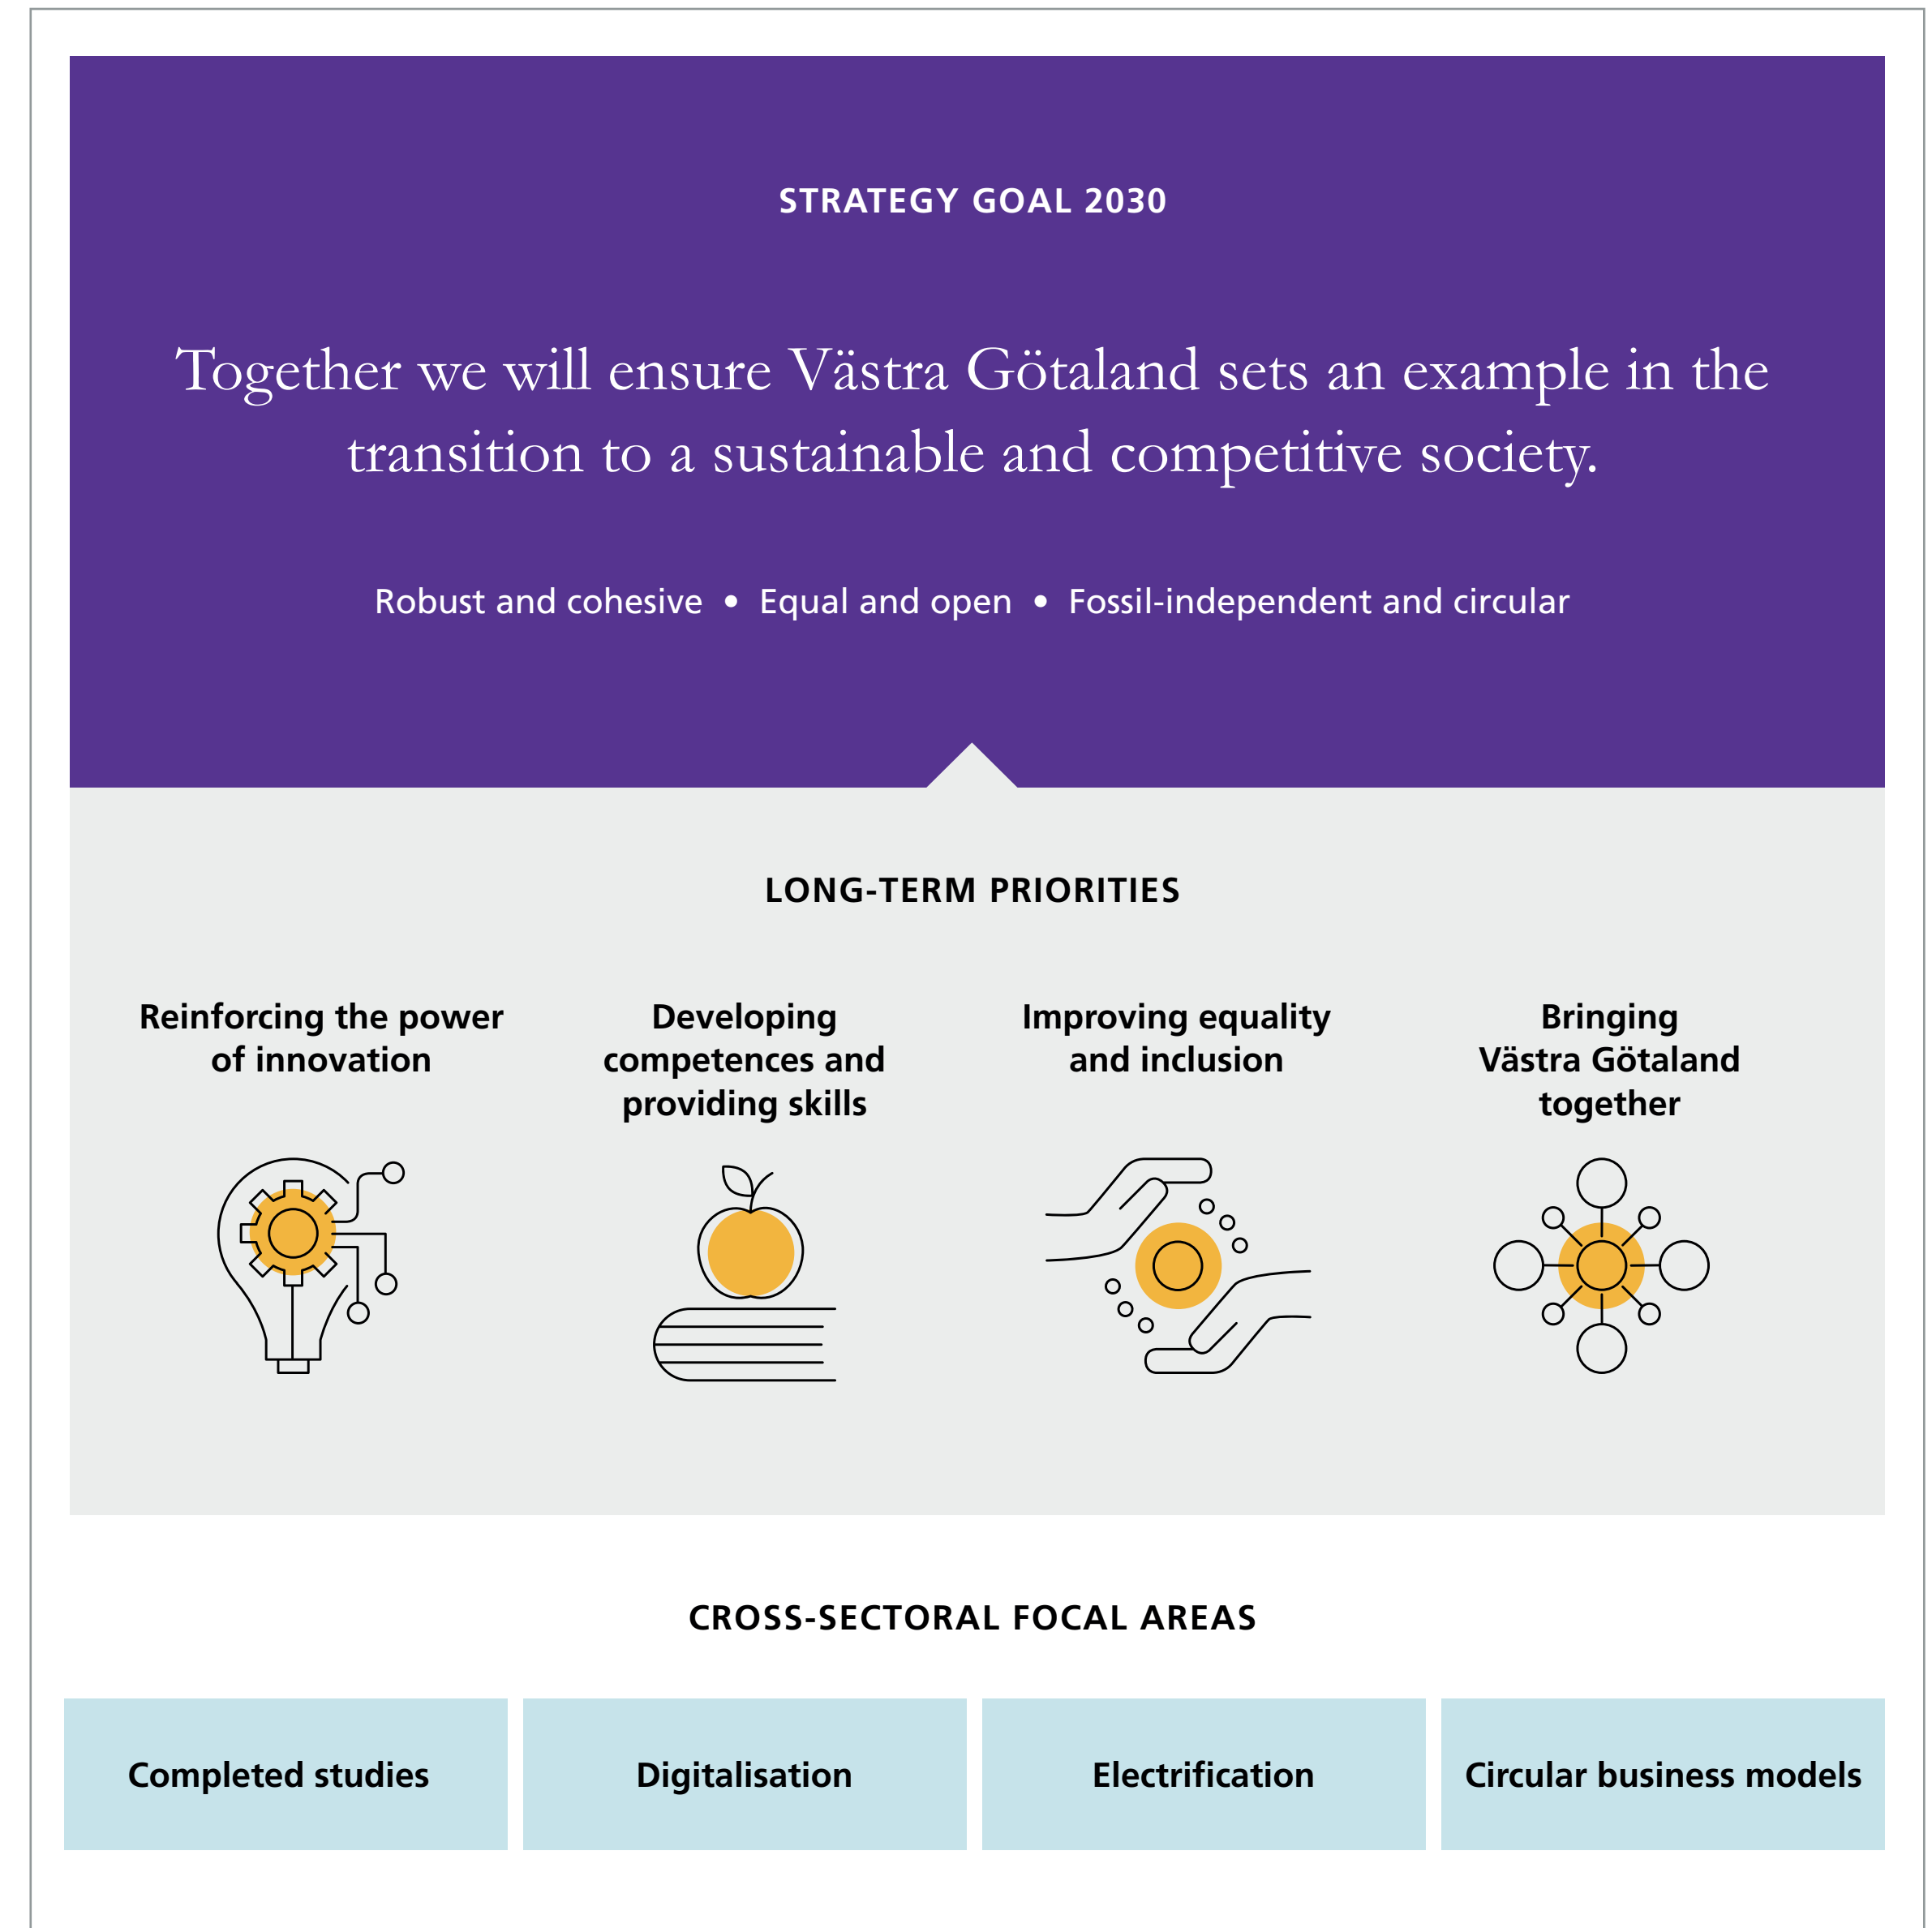 STRATEGY GOAL 2030
Together we will ensure Västra Götaland sets an example in the
transition to a sustainable and competitive society.
Robust and cohesive • Equal and open • Fossil-independent and circular
LONG-TERM PRIORITIES
Reinforcing the power
of innovation
Developing
competences and
providing skills
Improving equality
and inclusion
Bringing
Västra Götaland
together
CROSS-SECTORAL FOCAL AREAS
Completed studies
Digitalisation
Electrification
Circular business models